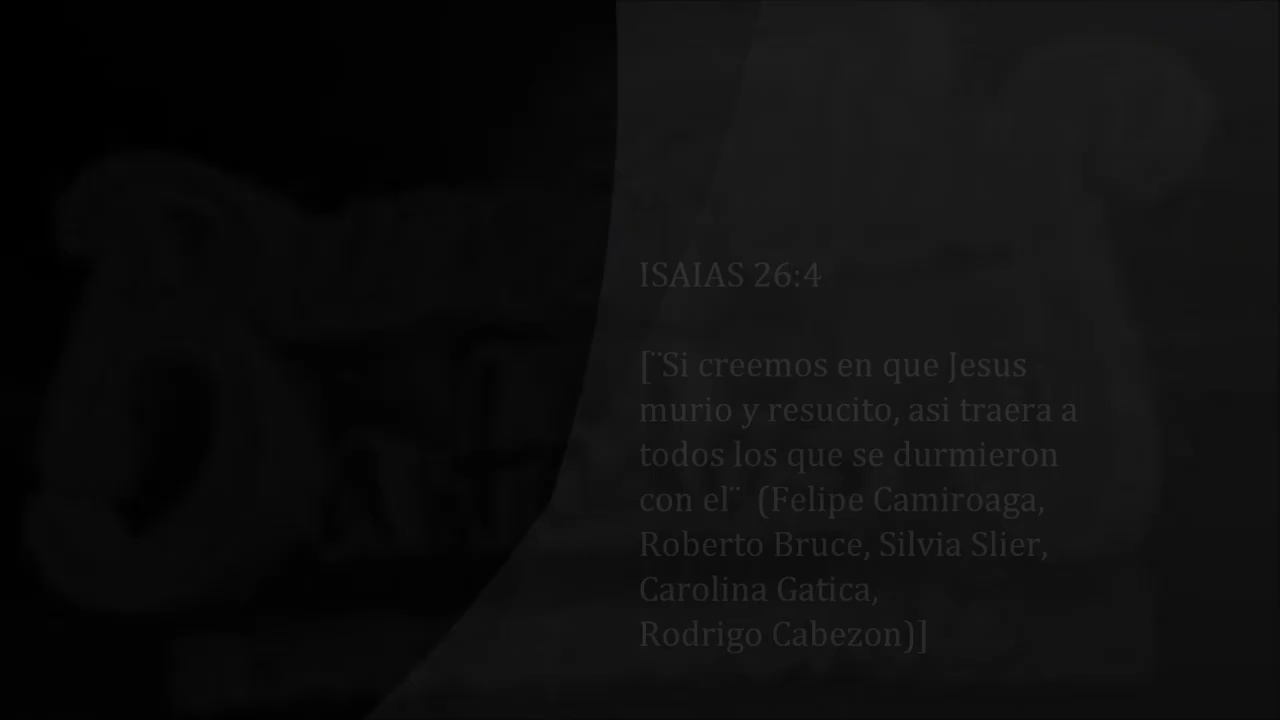 ISAIAS 26:4
[¨Si creemos en que Jesus
murio y resucito, asi traera a
todos los que se durmieron
con el¨ (Felipe Camiroaga,
Roberto Bruce, Silvia Slier,
Carolina Gatica,
Rodrigo Cabezon)]